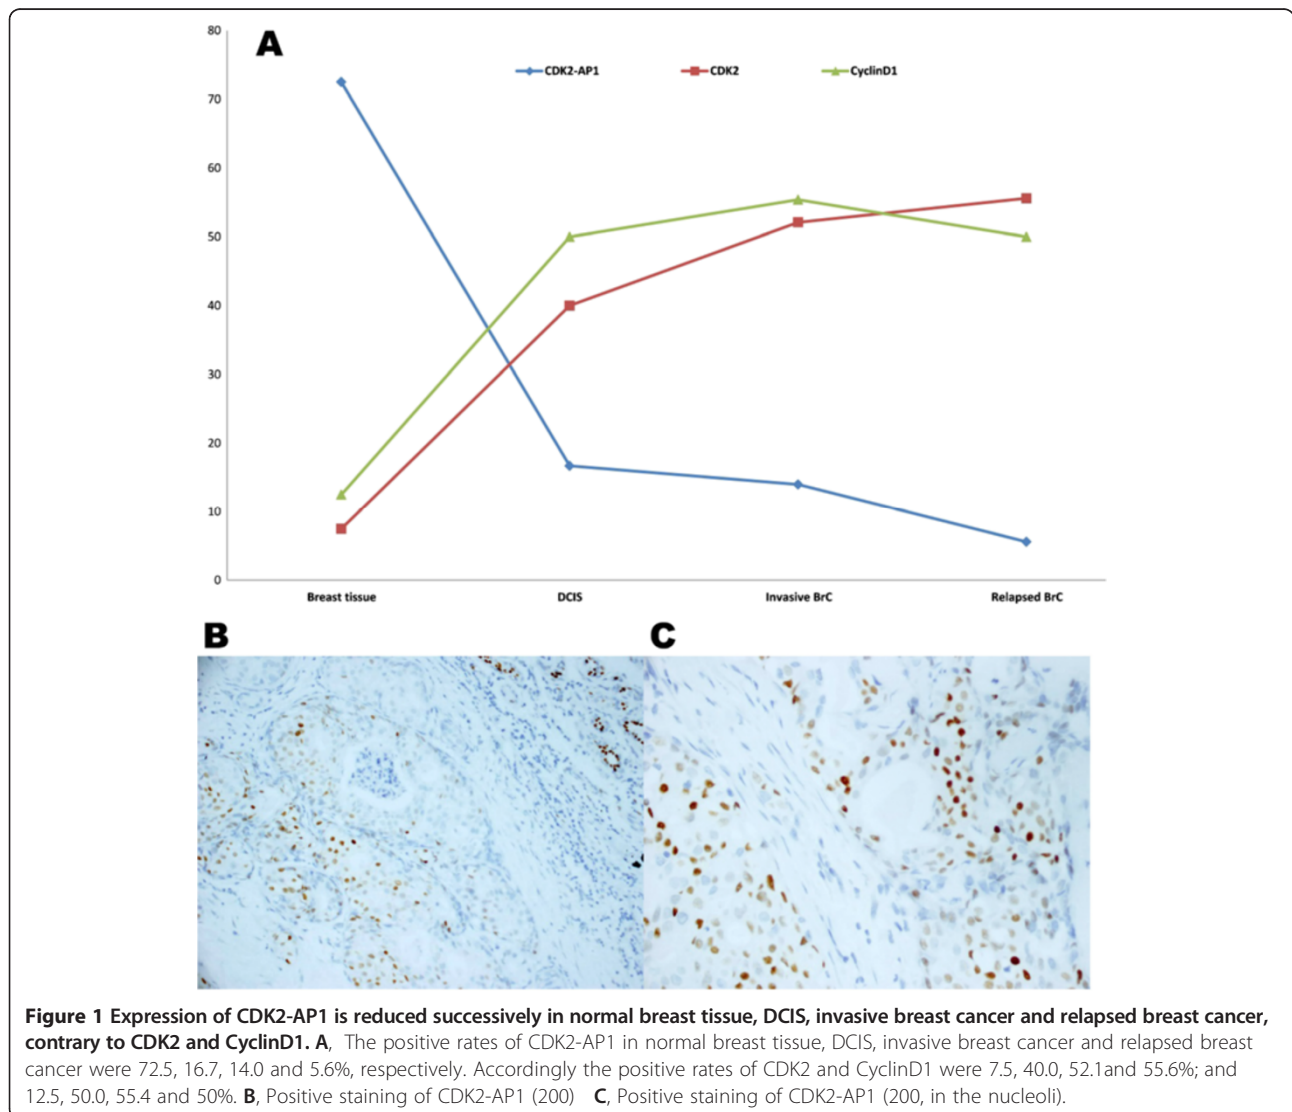 A
80
70
60
50
40
30
20
10
0
CDK2-AP1 CDK2 CyclinD1
Breast tissue DCIS Invasive BrC Relapsed BrC
B C
Figure 1 Expression of CDK2-AP1 is reduced successively in normal breast tissue, DCIS, invasive breast cancer and relapsed breast cancer,
contrary to CDK2 and CyclinD1. A, The positive rates of CDK2-AP1 in normal breast tissue, DCIS, invasive breast cancer and relapsed breast
cancer were 72.5, 16.7, 14.0 and 5.6%, respectively. Accordingly the positive rates of CDK2 and CyclinD1 were 7.5, 40.0, 52.1and 55.6%; and
12.5, 50.0, 55.4 and 50%. B, Positive staining of CDK2-AP1 (200) C, Positive staining of CDK2-AP1 (200, in the nucleoli).